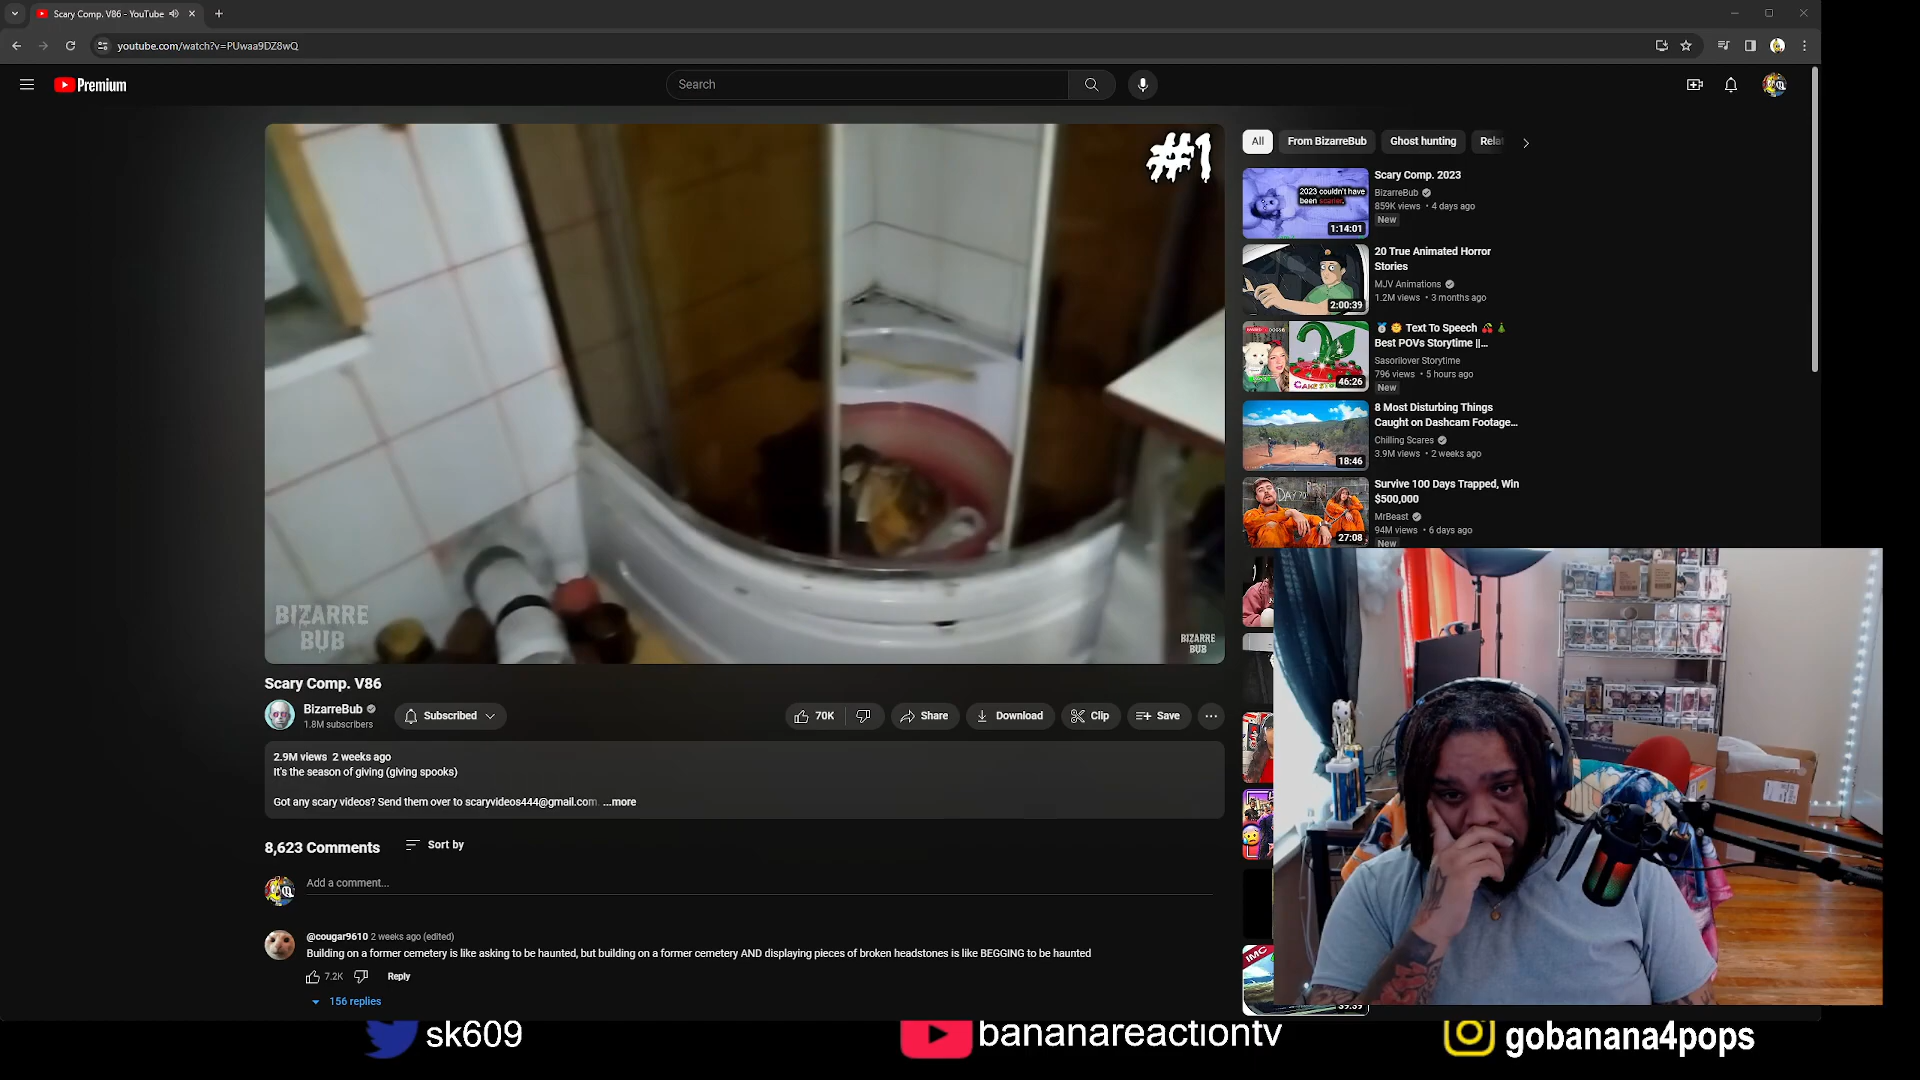 Scary Comp. V86 - YouTube
youtube.com/watch?v=PUwaa9DZ8wQ
Premium
Search
#1
BIZARRE
BUB
BIZARRE
BUB
Scary Comp. V86
BizarreBub
1.8M subscribers
Subscribed
70K
Share
Download
Clip
Save
2.9M views 2 weeks ago
It's the season of giving (giving spooks)
Got any scary videos? Send them over to scaryvideos444@gmail.com. ...more
8,623 Comments
Sort by
Add a comment...
@cougar9610 2 weeks ago (edited)
Building on a former cemetery is like asking to be haunted, but building on a former cemetery AND displaying pieces of broken headstones is like BEGGING to be haunted
7.2K
Reply
156 replies
All
From BizarreBub
Ghost hunting
Relat
2023 couldn't have
been scarier.
1:14:01
Scary Comp. 2023
BizarreBub
859K views • 4 days ago
New
2:00:39
20 True Animated Horror
Stories
MJV Animations
1.2M views • 3 months ago
46:26
Text To Speech
Best POVs Storytime ||...
Sasorilover Storytime
796 views • 5 hours ago
New
18:46
8 Most Disturbing Things
Caught on Dashcam Footage...
Chilling Scares
3.9M views • 2 weeks ago
27:08
Survive 100 Days Trapped, Win
$500,000
MrBeast
94M views • 6 days ago
New
IMC
sk609
bananareactiontv
gobanana4pops